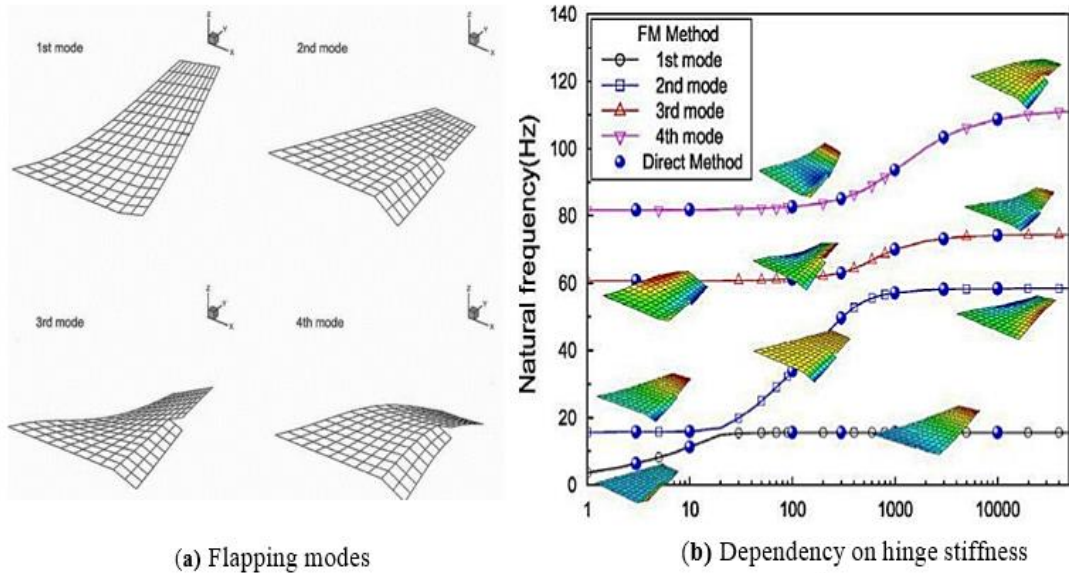 1st mode
Z
Y
X
2nd mode
Z
Y
X
3rd mode
Z
Y
X
4th mode
Z
Y
X
(a) Flapping modes
Natural frequency(Hz)
140
120
100
80
60
40
20
0
FM Method
1st mode
2nd mode
3rd mode
4th mode
Direct Method
1
10
100
1000
10000
(b) Dependency on hinge stiffness